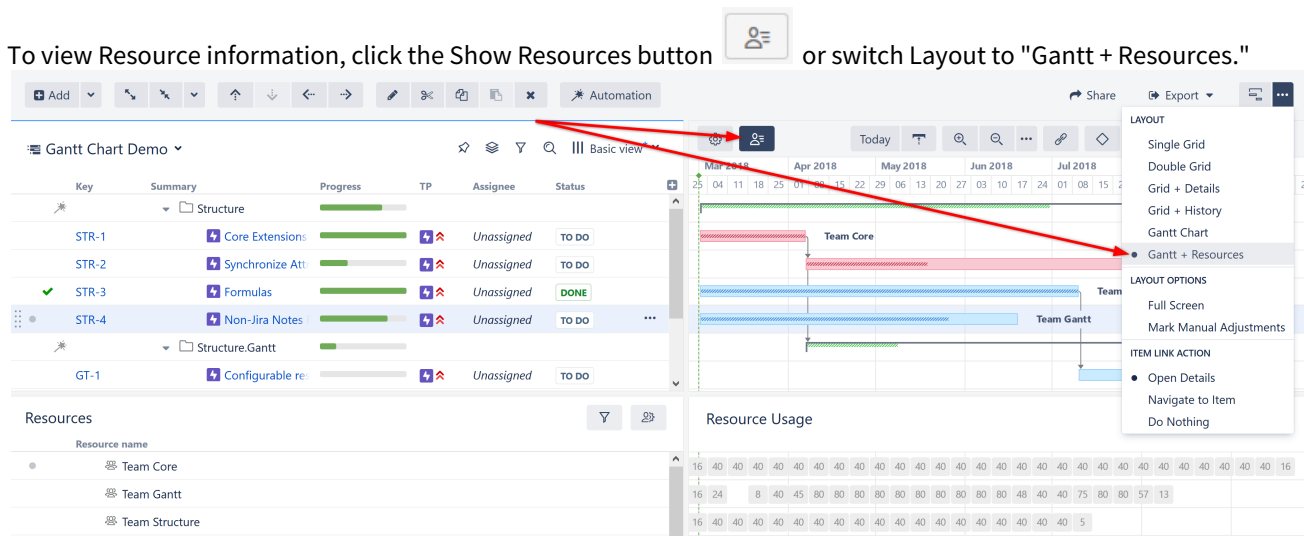 To view Resource information, click the Show Resources button or switch Layout to "Gantt + Resources."
Add Automation Share Export
LAYOUT
Single Grid
Double Grid
Grid + Details
Grid + History
Gantt Chart
Gantt + Resources
LAYOUT OPTIONS
Full Screen
Mark Manual Adjustments
ITEM LINK ACTION
Open Details
Navigate to Item
Do Nothing
Gantt Chart Demo Basic view* Today
Mar 2018 Apr 2018 May 2018 Jun 2018 Jul 2018
Key Summary Progress TP Assignee Status
25 04 11 18 25 01 08 15 22 29 06 13 20 27 03 10 17 24 01 08 15
Structure
STR-1 Core Extensions Unassigned TO DO Team Core
STR-2 Synchronize Att Unassigned TO DO
STR-3 Formulas Unassigned DONE Team
STR-4 Non-Jira Notes Unassigned TO DO Team Gantt
Structure.Gantt
GT-1 Configurable re Unassigned TO DO
Resources Resource Usage
Resource name
Team Core 16 40 40 40 40 40 40 40 40 40 40 40 40 40 40 40 40 40 40 40 40 40 40 40 40 40 40 40 40 16
Team Gantt 16 24 8 40 45 80 80 80 80 80 80 80 80 80 48 40 40 75 80 80 57 13
Team Structure 16 40 40 40 40 40 40 40 40 40 40 40 40 40 40 40 40 40 40 5